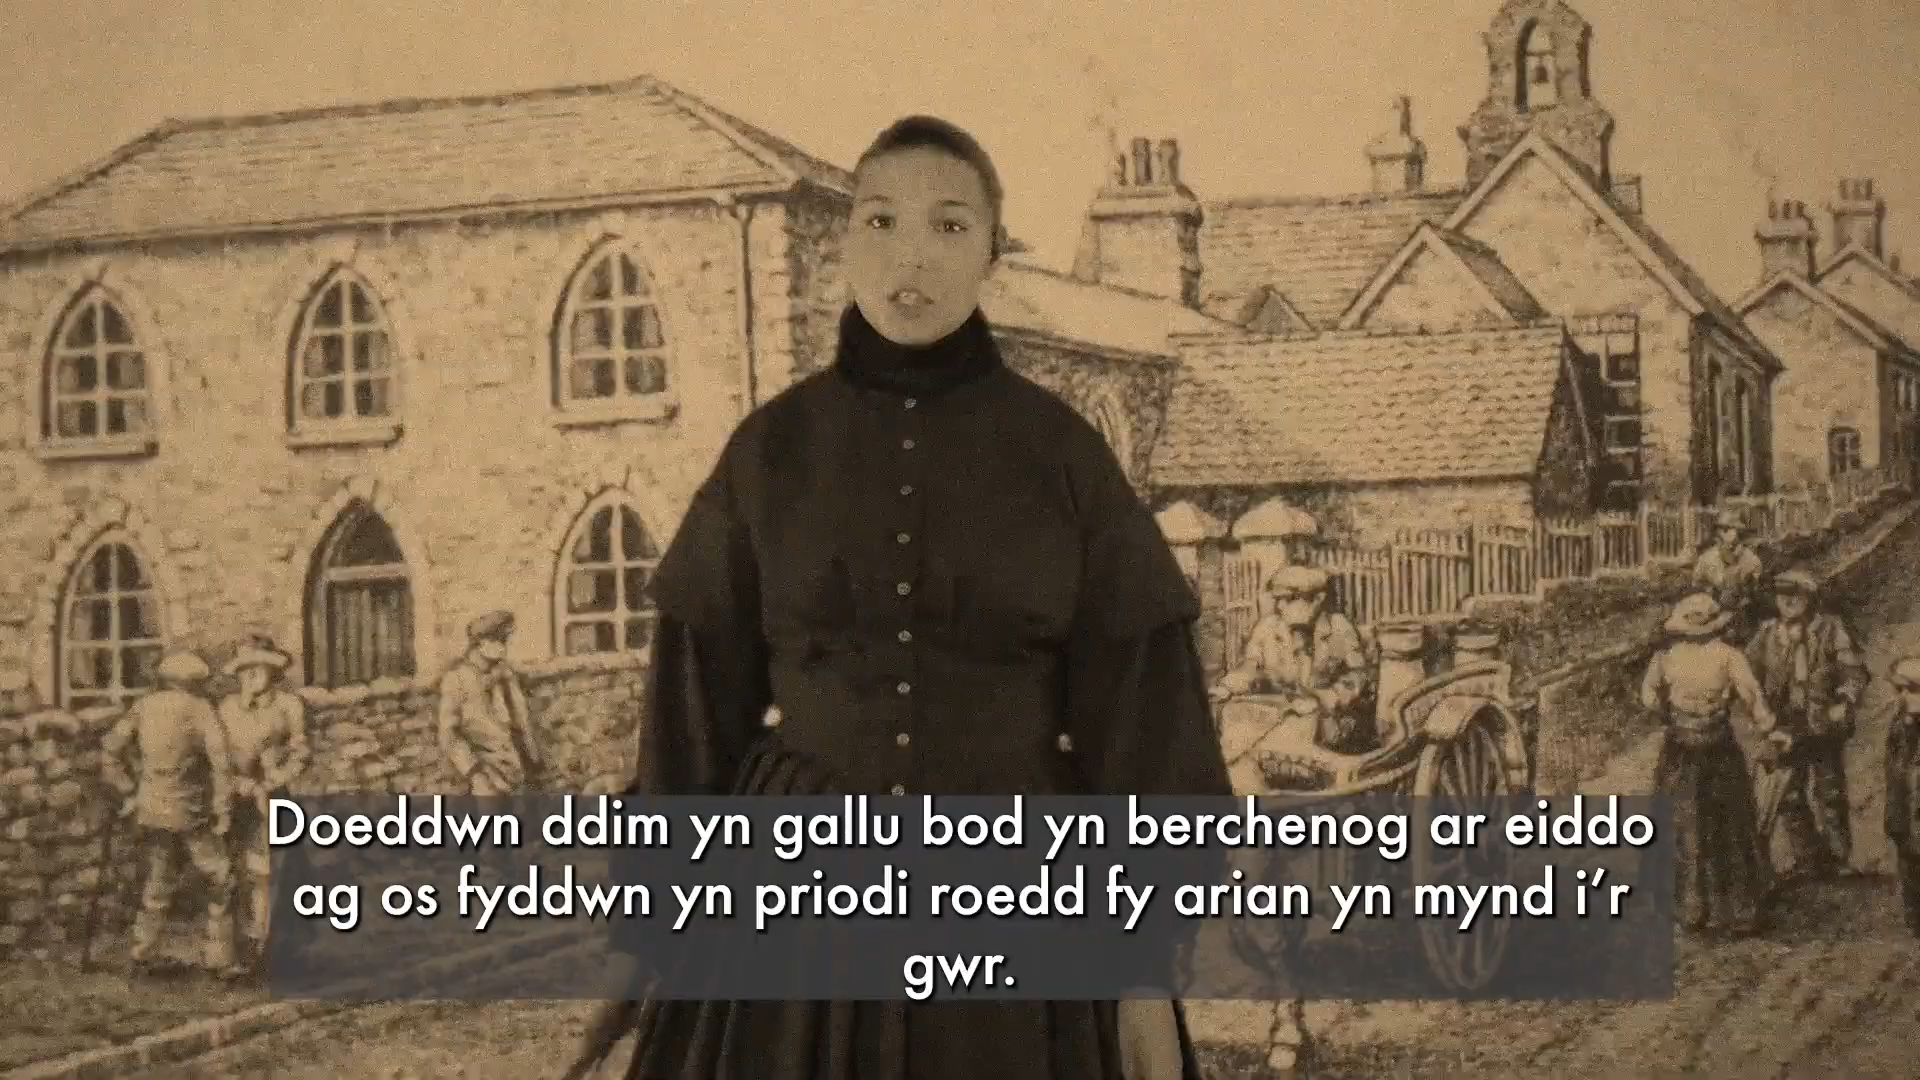 Doeddwn ddim yn gallu bod yn berchenog ar eiddo
ag os fyddwn yn priodi roedd fy arian yn mynd i’r
gwr.